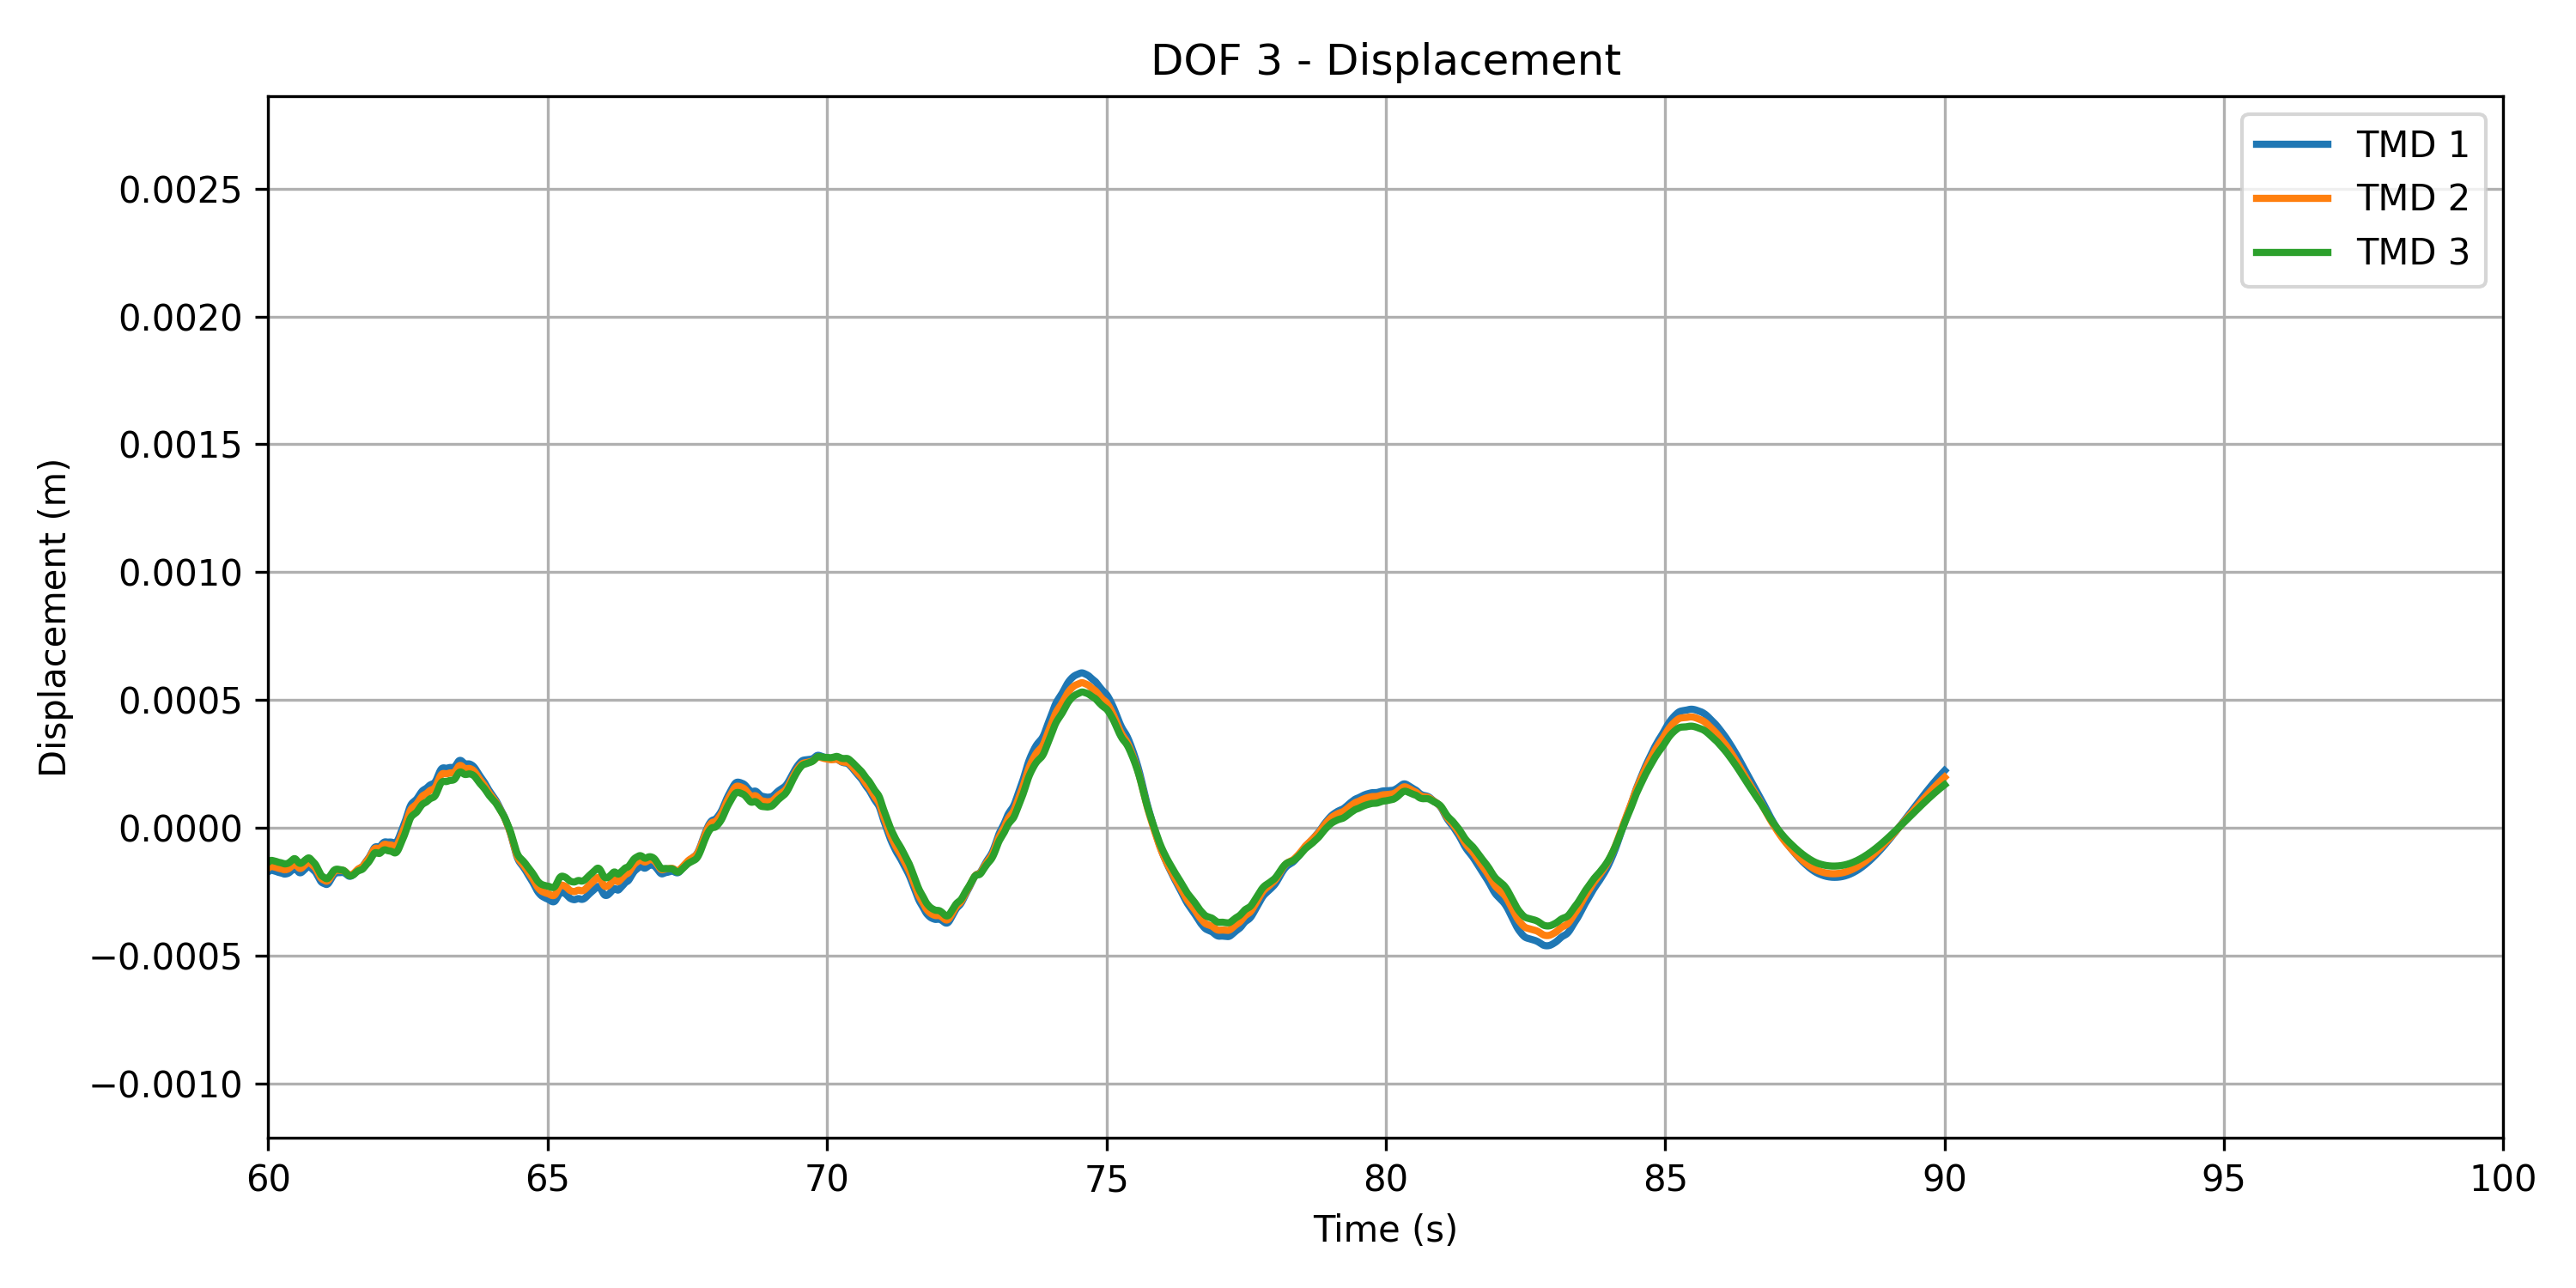 DOF 3 - Displacement
TMD 1
TMD 2
TMD 3
Displacement (m)
0.0025
0.0020
0.0015
0.0010
0.0005
0.0000
−0.0005
−0.0010
60 65 70 75 80 85 90 95 100
Time (s)